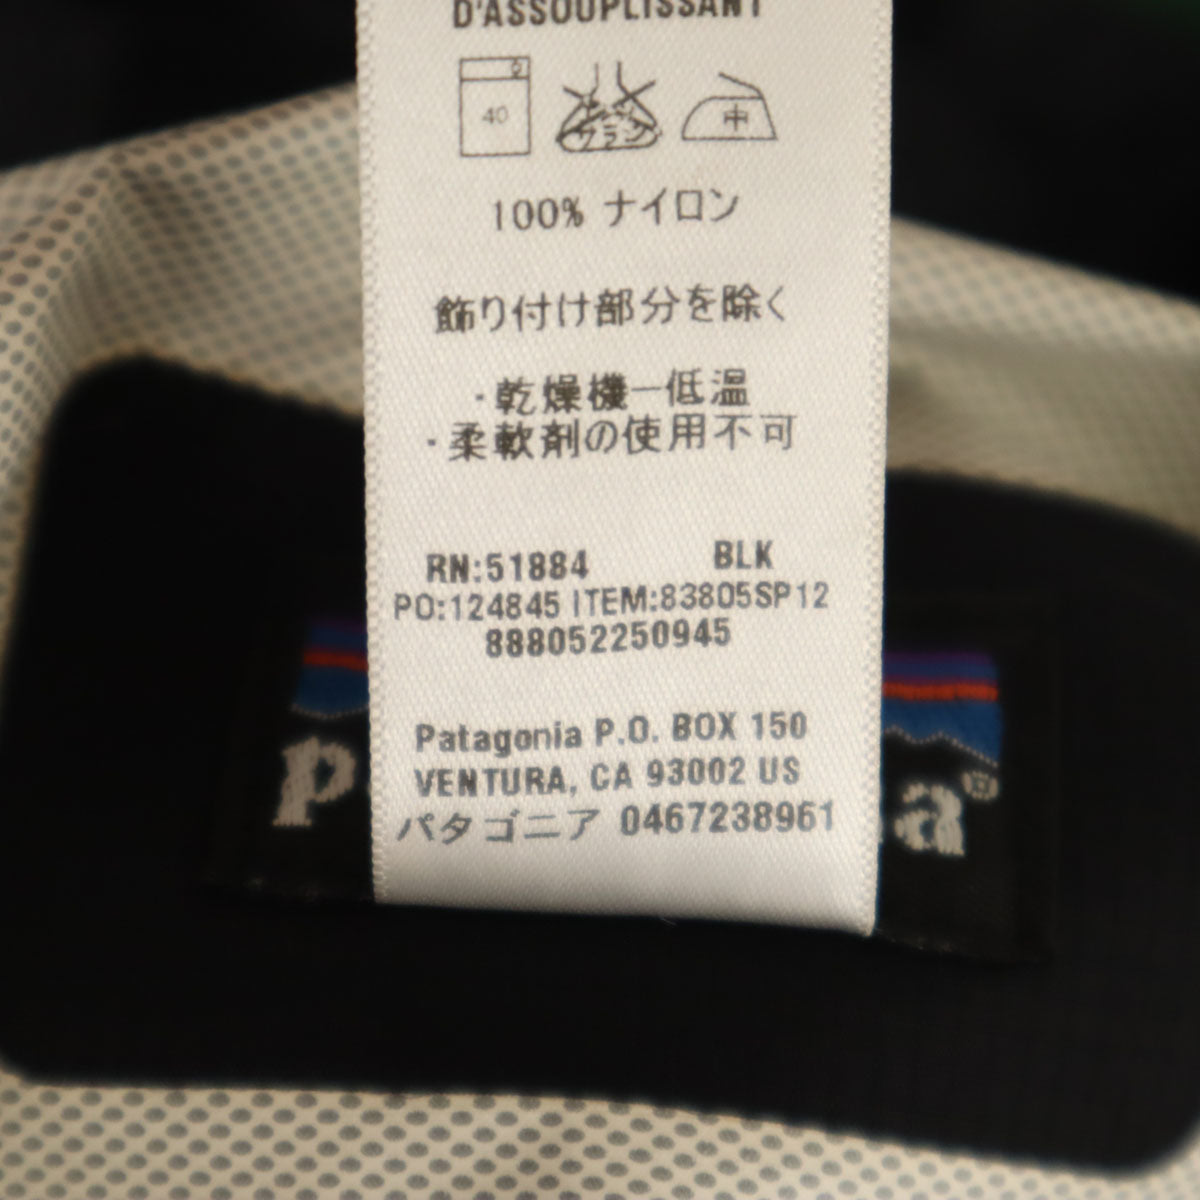 D'ASSOUPLISSANT
40
中
100% ナイロン
飾り付け部分を除く
・乾燥機ー低温
・柔軟剤の使用不可
RN:51884 BLK
PO:124845 ITEM:83805SP12
888052250945
Patagonia P.O. BOX 150
VENTURA, CA 93002 US
パタゴニア 0467238961
p
a®